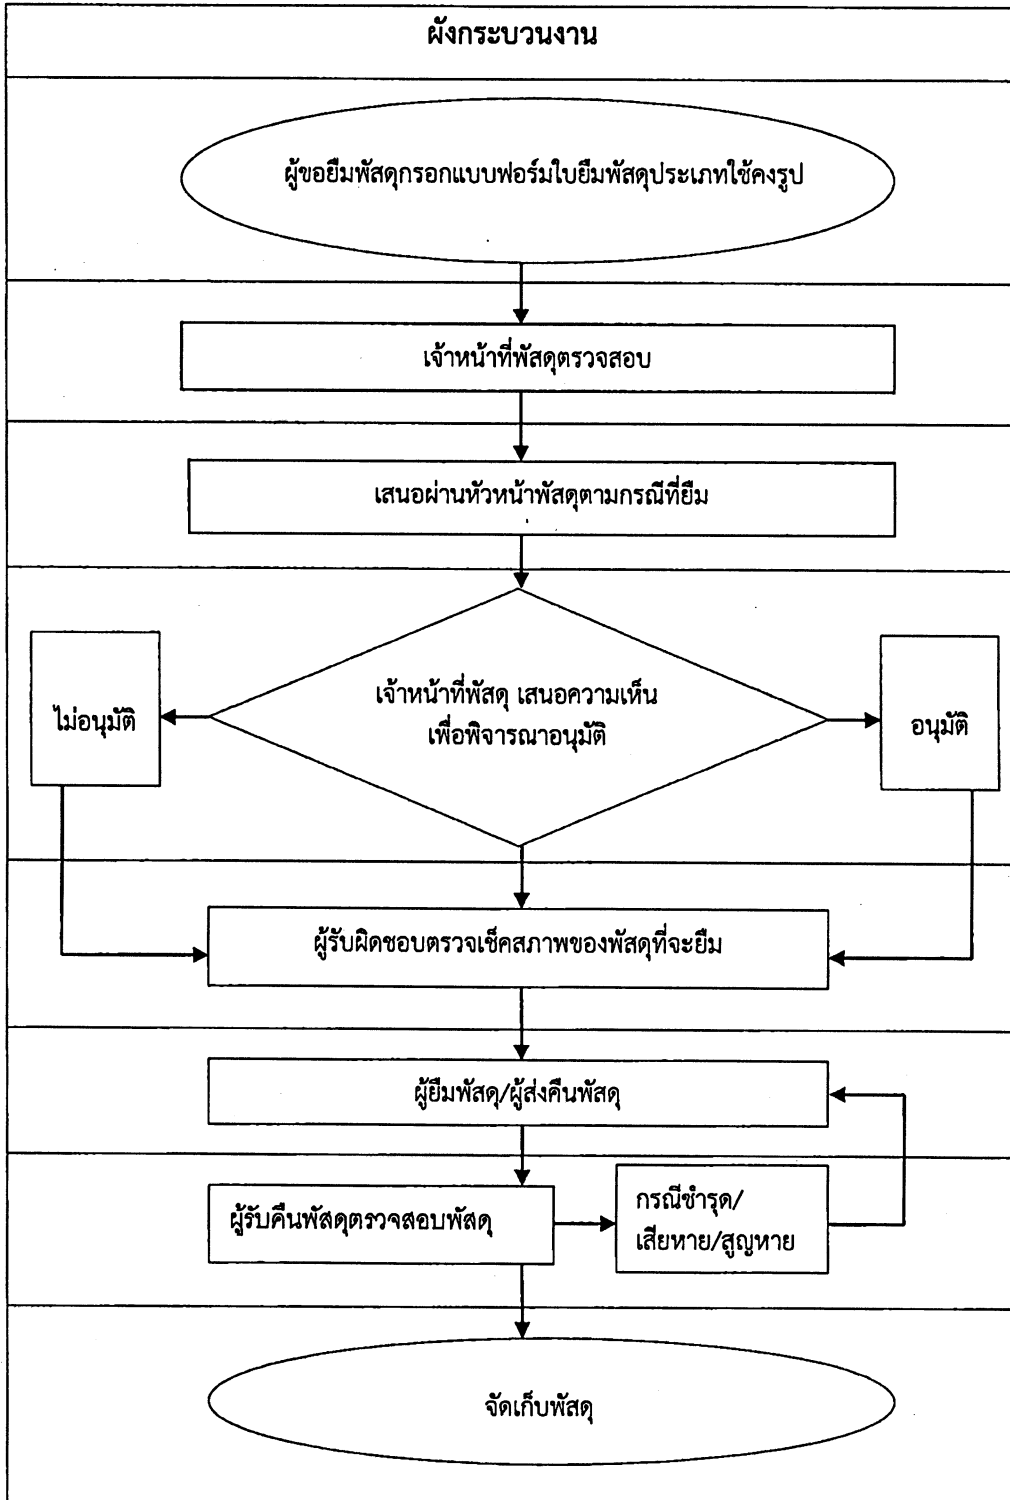 ผังกระบวนงาน
ผู้ขอยืมพัสดุกรอกแบบฟอร์มใบยืมพัสดุประเภทใช้คงรูป
เจ้าหน้าที่พัสดุตรวจสอบ
เสนอผ่านหัวหน้าพัสดุตามกรณีที่ยืม
เจ้าหน้าที่พัสดุ เสนอความเห็น
เพื่อพิจารณาอนุมัติ
ไม่อนุมัติ
อนุมัติ
ผู้รับผิดชอบตรวจเช็คสภาพของพัสดุที่จะยืม
ผู้ยืมพัสดุ/ผู้ส่งคืนพัสดุ
ผู้รับคืนพัสดุตรวจสอบพัสดุ
กรณีชำรุด/
เสียหาย/สูญหาย
จัดเก็บพัสดุ